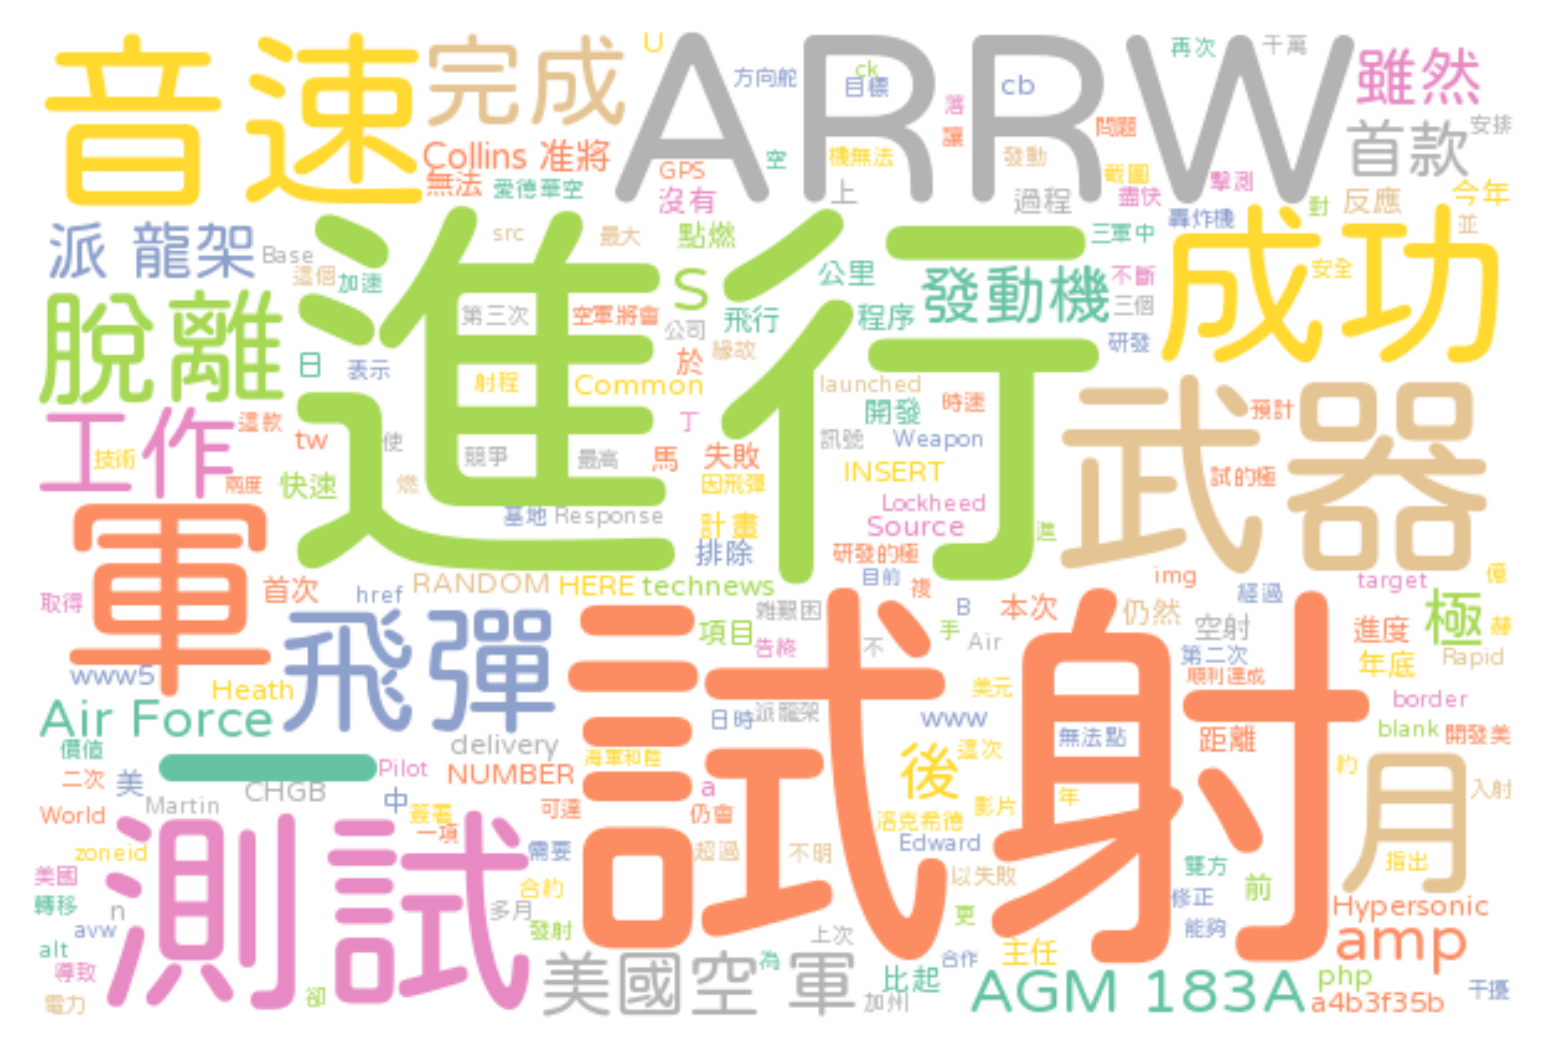 音速
完成
ARRW
雖然
首款
安排
U
方向舵
ck
目標
cb
再次
千萬
落
讓
問題
Collins 准將
無法
愛德華空
GPS
空
沒有
機無法
上
發動
過程
截圖
盡快
擊測
對
反應
今年
派 龍架
Base
這個
加速
src
最大
點燃
公里
三軍中
轟炸機
並
成功
安全
不斷
三個
研發
脫離
進行
第三次
空軍將會
S
公司
飛行
程序
發動機
日
表示
射程
於
緣故
Common
launched
開發
時速
武器
預計
工作
這款
技術
兩度
tw
使
快速
燃
競爭
最高
丁
馬
失敗
訊號
Weapon
因飛彈
INSERT
試的極
基地
Response
計畫
Lockheed
Source
排除
研發的極
進
軍
首次
取得
href
RANDOM
HERE
technews
目前
複
img
經過
target
優
飛彈
試射
雜艱困
項目
告終
B
手
不
Air
本次
仍然
空射
第二次
順利達成
進度
極
赫
年底
Rapid
www5
Heath
Air Force
美元
日時
派龍架
www
無法點
距離
border
blank
開發美
價值
一
二次
美
Pilot
delivery
NUMBER
海軍和陸
後
這次
約
月
入射
CHGB
Martin
中
簽署
一項
可達
a
仍會
洛克希德
影片
年
World
zoneid
測試
需要
超過
不明
Edward
指出
美國
轉移
n
合約
多月
以失敗
雙方
前
修正
avw
發射
更
能夠
Hypersonic
alt
導致
上次
主任
amp
電力
卻
美國空 軍
為
加州
比起
合作
AGM 183A
php
a4b3f35b
干擾